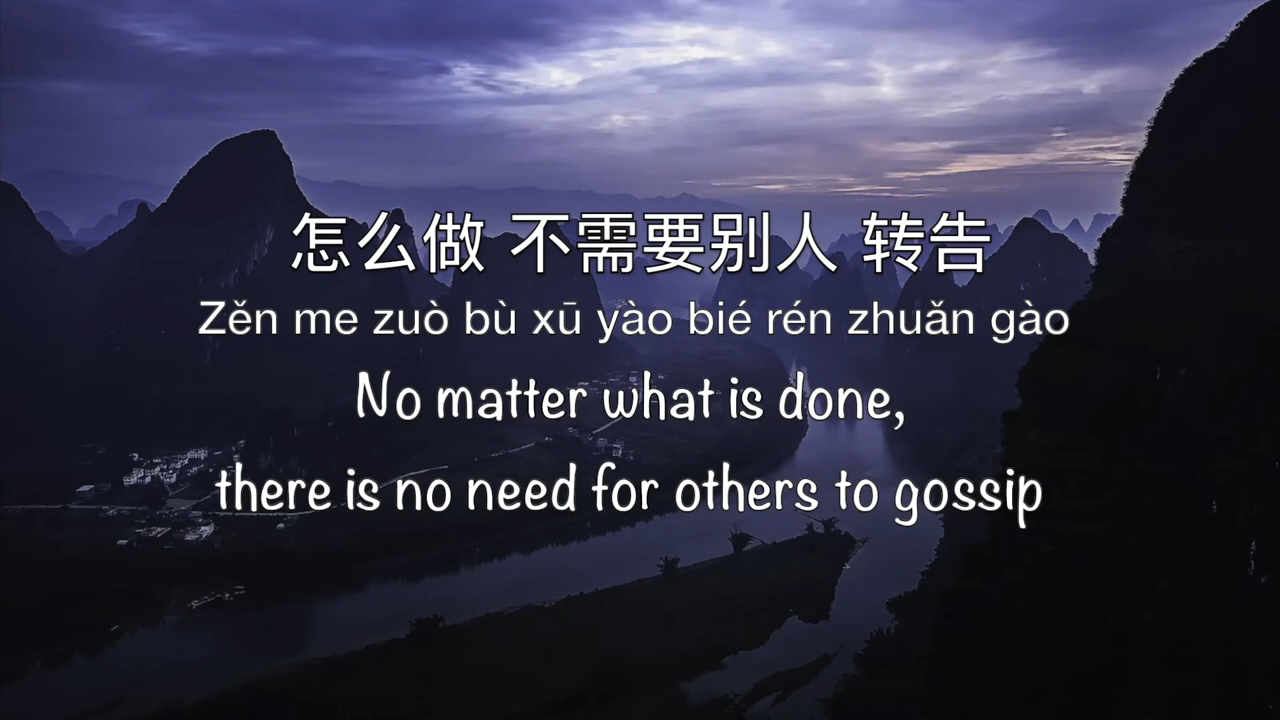 怎么做 不需要别人 转告
Zěn me zuò bù xū yào bié rén zhuǎn gào
No matter what is done,
there is no need for others to gossip